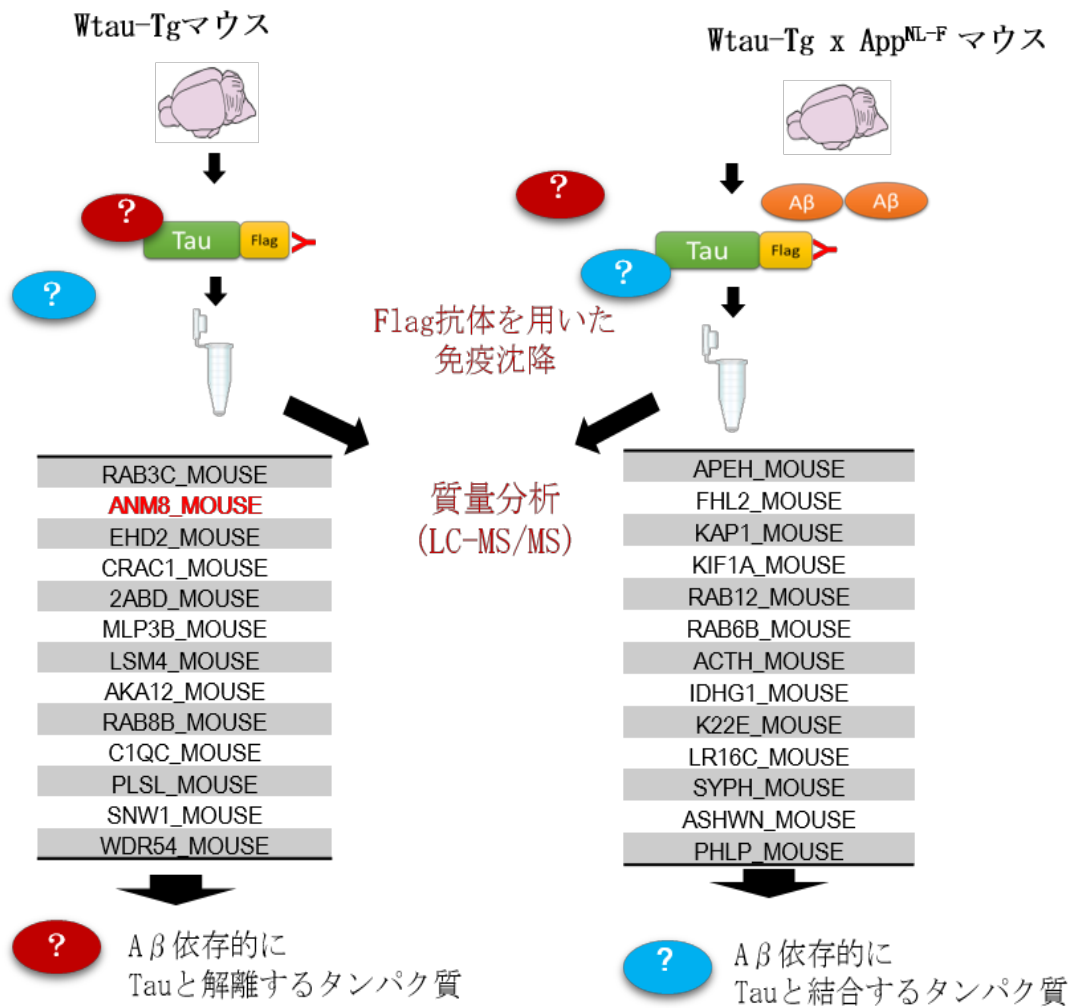 Wtau-Tgマウス
Wtau-Tg x App^NL-F マウス
?
Tau
Flag
?
?
Aβ
Aβ
Tau
Flag
?
Flag抗体を用いた
免疫沈降
質量分析
(LC-MS/MS)
RAB3C_MOUSE
ANM8_MOUSE
EHD2_MOUSE
CRAC1_MOUSE
2ABD_MOUSE
MLP3B_MOUSE
LSM4_MOUSE
AKA12_MOUSE
RAB8B_MOUSE
C1QC_MOUSE
PLSL_MOUSE
SNW1_MOUSE
WDR54_MOUSE
APEH_MOUSE
FHL2_MOUSE
KAP1_MOUSE
KIF1A_MOUSE
RAB12_MOUSE
RAB6B_MOUSE
ACTH_MOUSE
IDHG1_MOUSE
K22E_MOUSE
LR16C_MOUSE
SYPH_MOUSE
ASHWN_MOUSE
PHLP_MOUSE
?
Aβ依存的に
Tauと解離するタンパク質
?
Aβ依存的に
Tauと結合するタンパク質